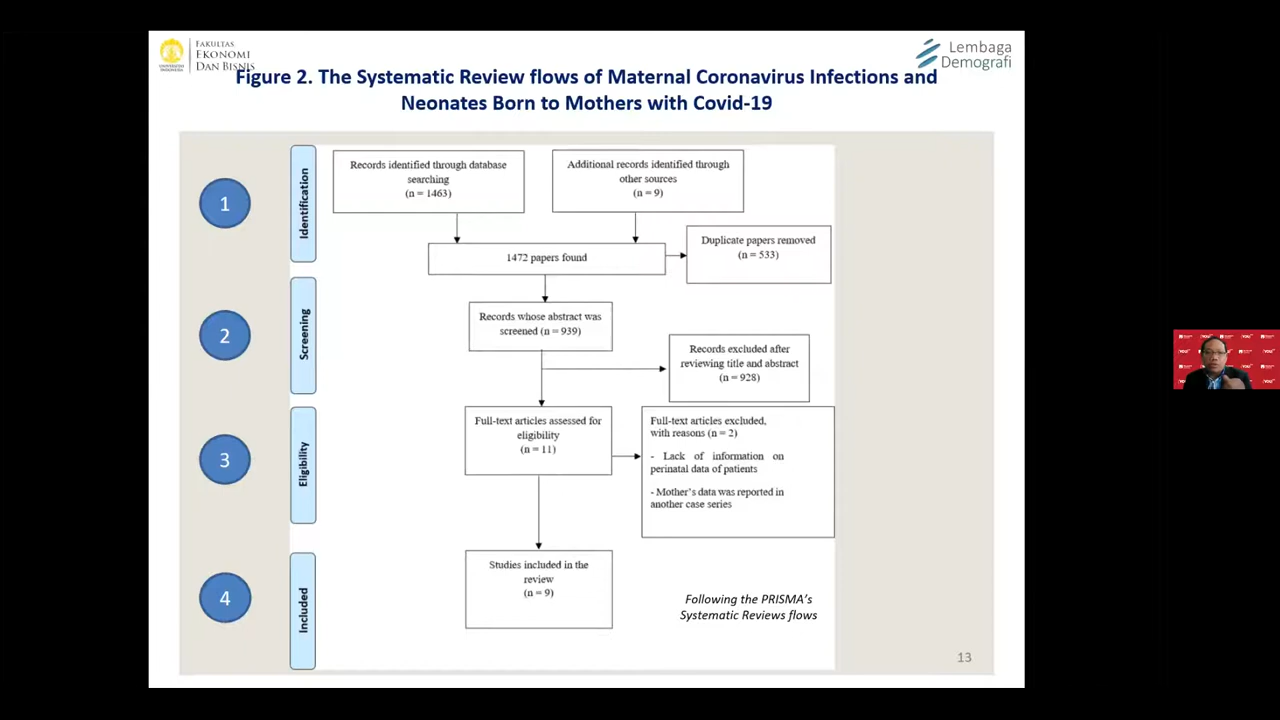 FAKULTAS
EKONOMI
DAN BISNIS
UNIVERSITAS
INDONESIA
Lembaga
Demografi
Figure 2. The Systematic Review flows of Maternal Coronavirus Infections and
Neonates Born to Mothers with Covid-19
1
Identification
Records identified through database
searching
(n = 1463)
Additional records identified through
other sources
(n = 9)
1472 papers found
Duplicate papers removed
(n = 533)
2
Screening
Records whose abstract was
screened (n = 939)
Records excluded after
reviewing title and abstract
(n = 928)
3
Eligibility
Full-text articles assessed for
eligibility
(n = 11)
Full-text articles excluded,
with reasons (n = 2)
- Lack of information on
perinatal data of patients
- Mother's data was reported in
another case series
4
Included
Studies included in the
review
(n = 9)
Following the PRISMA's
Systematic Reviews flows
13